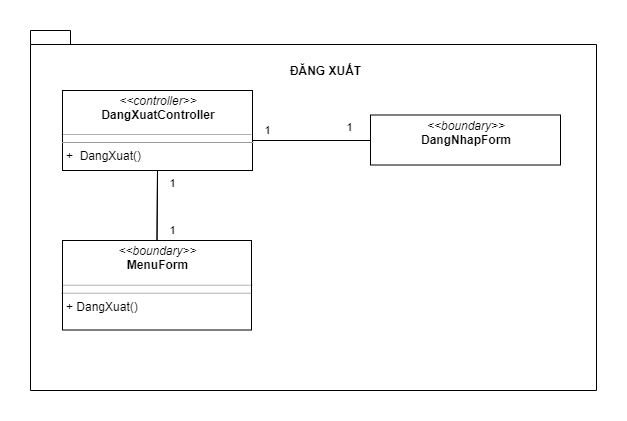 ĐĂNG XUẤT
<<controller>>
DangXuatController
+ DangXuat()
1
1
<<boundary>>
DangNhapForm
1
1
<<boundary>>
MenuForm
+ DangXuat()